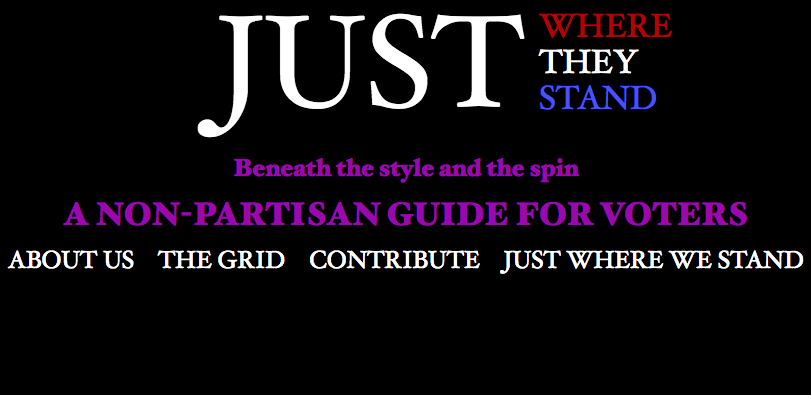 JUST
WHERE
THEY
STAND
Beneath the style and the spin
A NON-PARTISAN GUIDE FOR VOTERS
ABOUT US THE GRID CONTRIBUTE JUST WHERE WE STAND